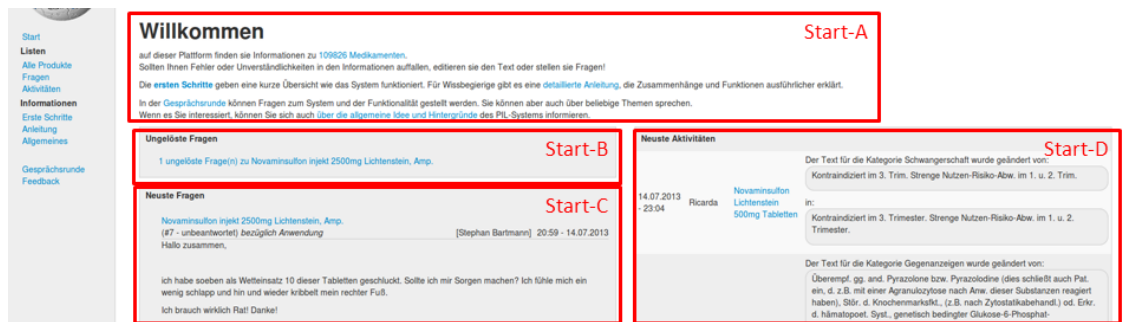 Start
Listen
Alle Produkte
Fragen
Aktivitäten
Informationen
Erste Schritte
Anleitung
Allgemeines
Gesprächsrunde
Feedback
Willkommen
Start-A
auf dieser Plattform finden sie Informationen zu 109826 Medikamenten.
Sollten Ihnen Fehler oder Unverständlichkeiten in den Informationen auffallen, editieren sie den Text oder stellen sie Fragen!
Die ersten Schritte geben eine kurze Übersicht wie das System funktioniert. Für Wissbegierige gibt es eine detaillierte Anleitung, die Zusammenhänge und Funktionen ausführlicher erklärt.
In der Gesprächsrunde können Fragen zum System und der Funktionalität gestellt werden. Sie können aber auch über beliebige Themen sprechen.
Wenn es Sie interessiert, können Sie sich auch über die allgemeine Idee und Hintergründe des PIL-Systems informieren.
Ungelöste Fragen
Start-B
1 ungelöste Frage(n) zu Novaminsulfon injekt 2500mg Lichtenstein, Amp.
Neuste Fragen
Start-C
Novaminsulfon injekt 2500mg Lichtenstein, Amp.
(#7 - unbeantwortet) bezüglich Anwendung [Stephan Bartmann] 20:59 - 14.07.2013
Hallo zusammen,
ich habe soeben als Wetteinsatz 10 dieser Tabletten geschluckt. Sollte ich mir Sorgen machen? Ich fühle mich ein
wenig schlapp und hin und wieder kribbelt mein rechter Fuß.
Ich brauch wirklich Rat! Danke!
Neuste Aktivitäten
Start-D
14.07.2013
- 23:04
Ricarda
Novaminsulfon
Lichtenstein
500mg Tabletten
Der Text für die Kategorie Schwangerschaft wurde geändert von:
Kontraindiziert im 3. Trim. Strenge Nutzen-Risiko-Abw. im 1. u. 2. Trim.
in:
Kontraindiziert im 3. Trimester. Strenge Nutzen-Risiko-Abw. im 1. u. 2.
Trimester.
Der Text für die Kategorie Gegenanzeigen wurde geändert von:
Überempf. gg. and. Pyrazolone bzw. Pyrazolodine (dies schließt auch Pat.
ein, d. z.B. mit einer Agranulozytose nach Anw. dieser Substanzen reagiert
haben), Stör. d. Knochenmarksfkt., (z.B. nach Zytostatikabehandl.) od. Erkr.
d. hämatopoet. Syst., genetisch bedingter Glukose-6-Phosphat-